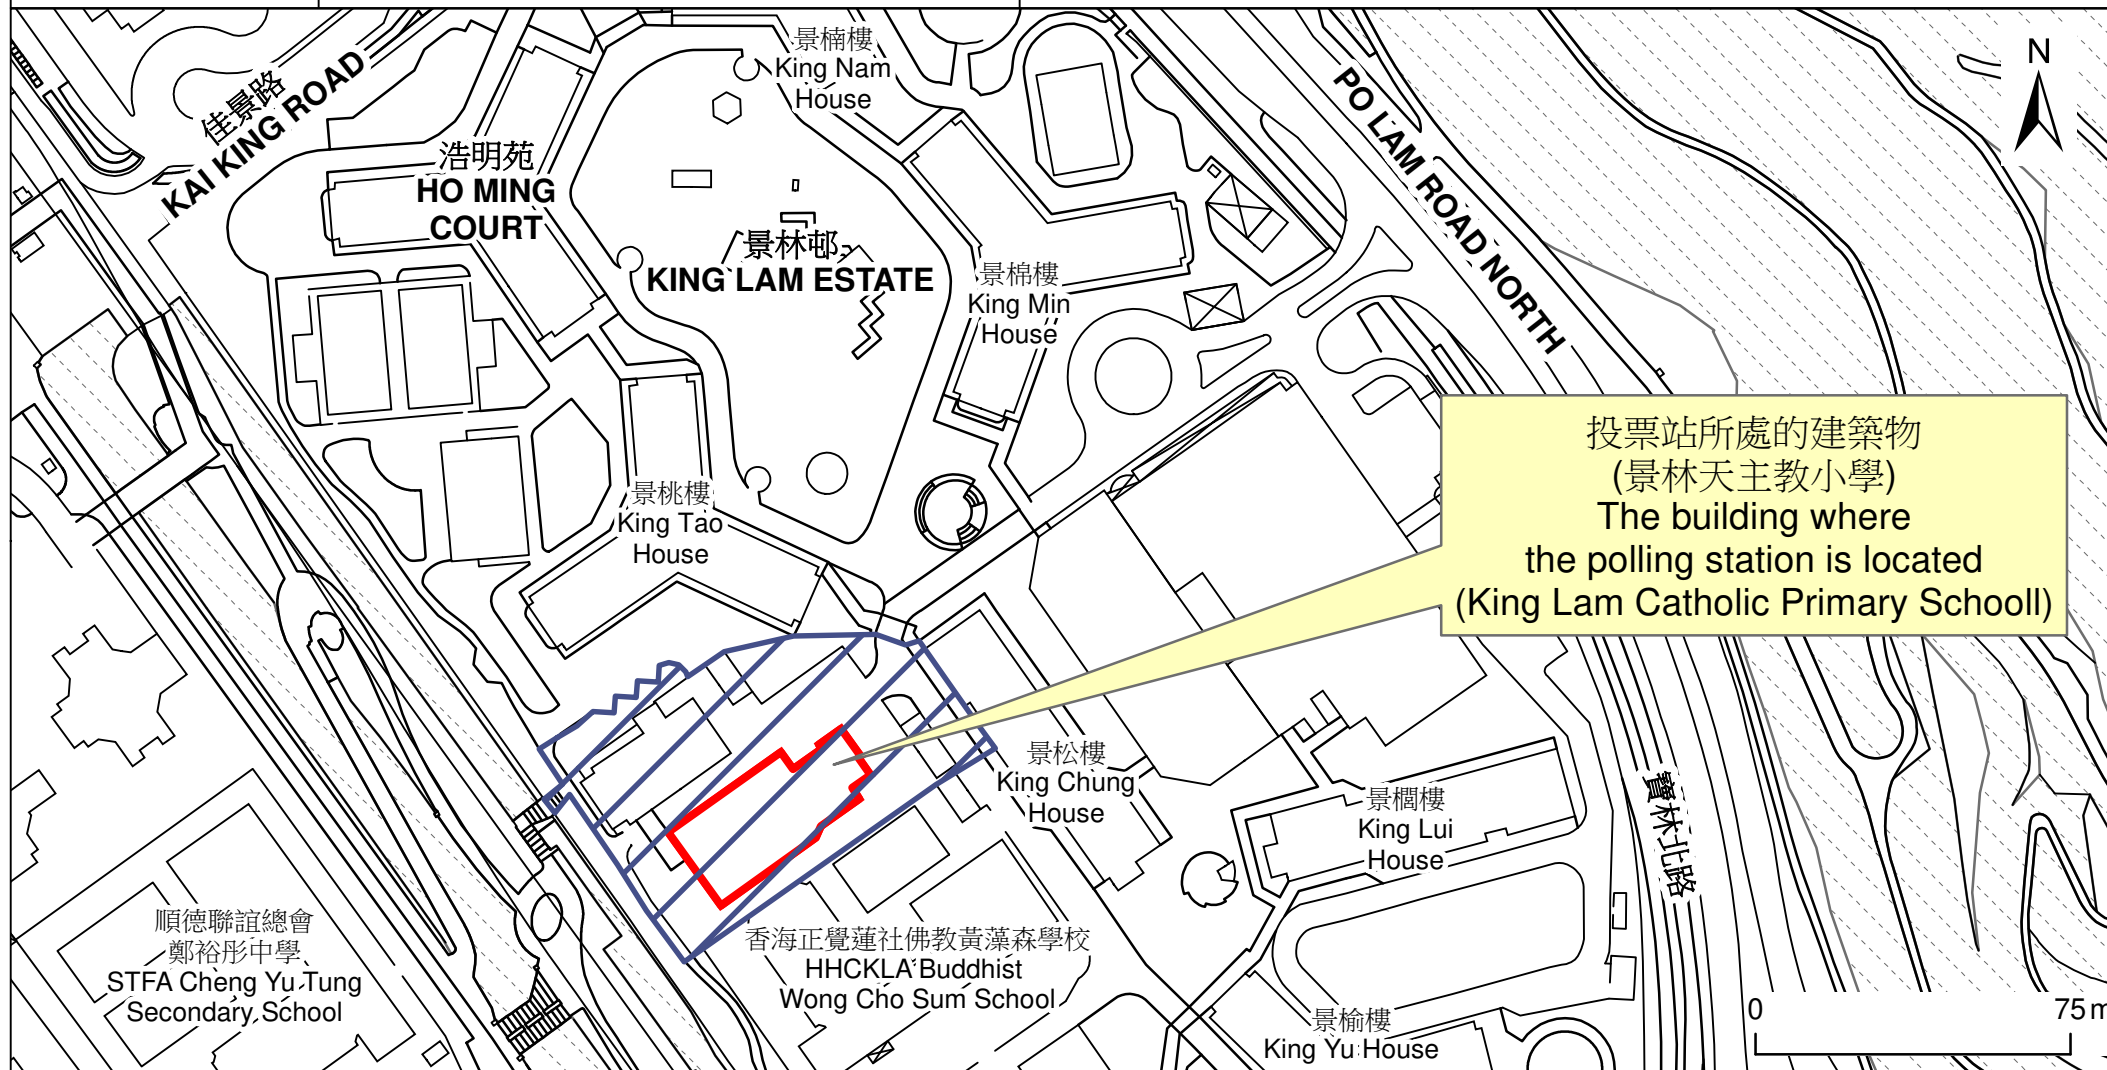 景楠樓
King Nam
House
N
佳景路
KAI KING ROAD
PO LAM ROAD NORTH
浩明苑
HO MING
COURT
景林邨
KING LAM ESTATE
景棉樓
King Min
House
投票站所處的建築物
(景林天主教小學)
The building where
the polling station is located
(King Lam Catholic Primary Schooll)
景桃樓
King Tao
House
景松樓
King Chung
House
景櫚樓
King Lui
House
寶林北路
順德聯誼總會
鄭裕彤中學
STFA Cheng Yu Tung
Secondary School
香海正覺蓮社佛教黃藻森學校
HHCKLA Buddhist
Wong Cho Sum School
景榆樓
King Yu House
0 75 m